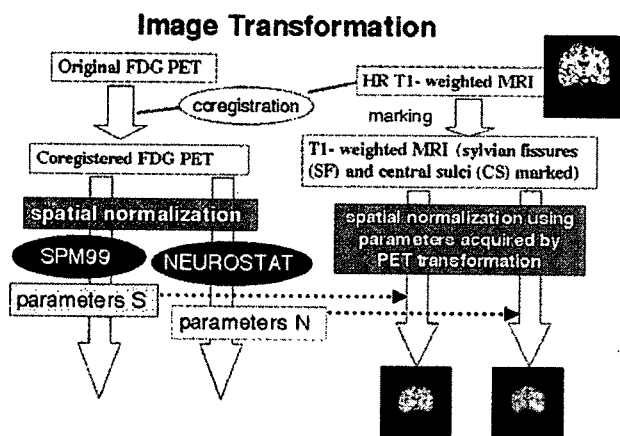 Image Transformation
Original FDG PET
coregistration
HR T1- weighted MRI
marking
Coregistered FDG PET
T1- weighted MRI (sylvian fissures
(SF) and central sulci (CS) marked)
spatial normalization
SPM99
NEUROSTAT
parameters S
parameters N
spatial normalization using
parameters acquired by
PET transformation